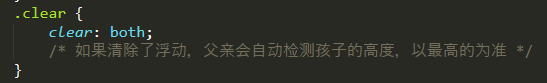 .clear {
    clear: both;
    /* 如果清除了浮动, 父亲会自动检测孩子的高度, 以最高的为准 */
}